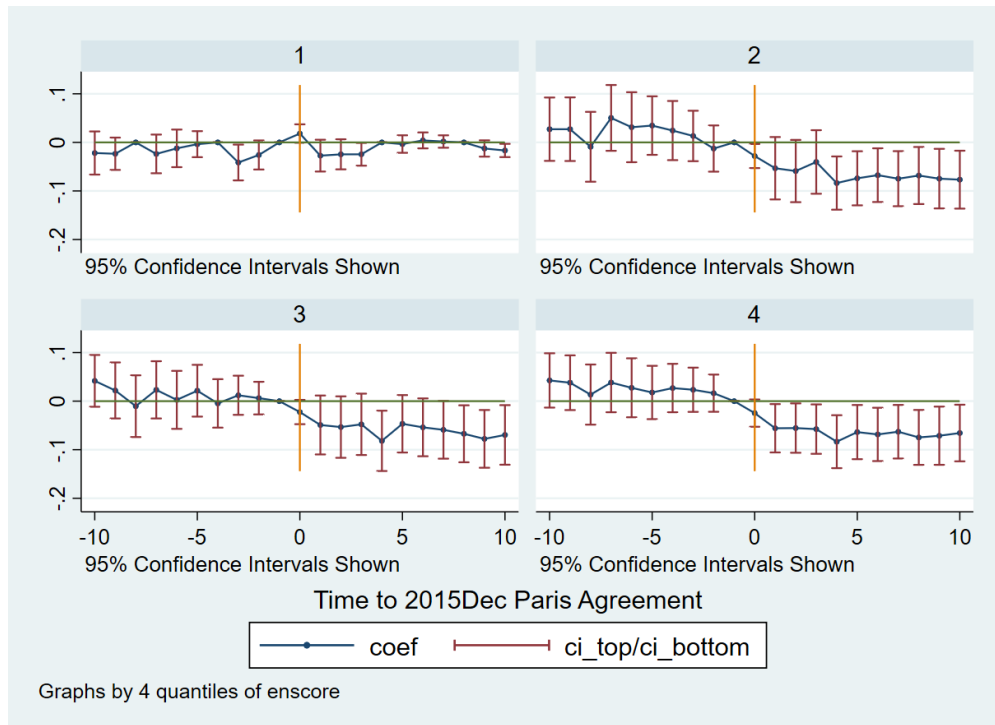 1
2
.1
0
-.1
-.2
95% Confidence Intervals Shown
95% Confidence Intervals Shown
3
4
.1
0
-.1
-.2
-10 -5 0 5 10
-10 -5 0 5 10
95% Confidence Intervals Shown
95% Confidence Intervals Shown
Time to 2015Dec Paris Agreement
coef ci_top/ci_bottom
Graphs by 4 quantiles of enscore